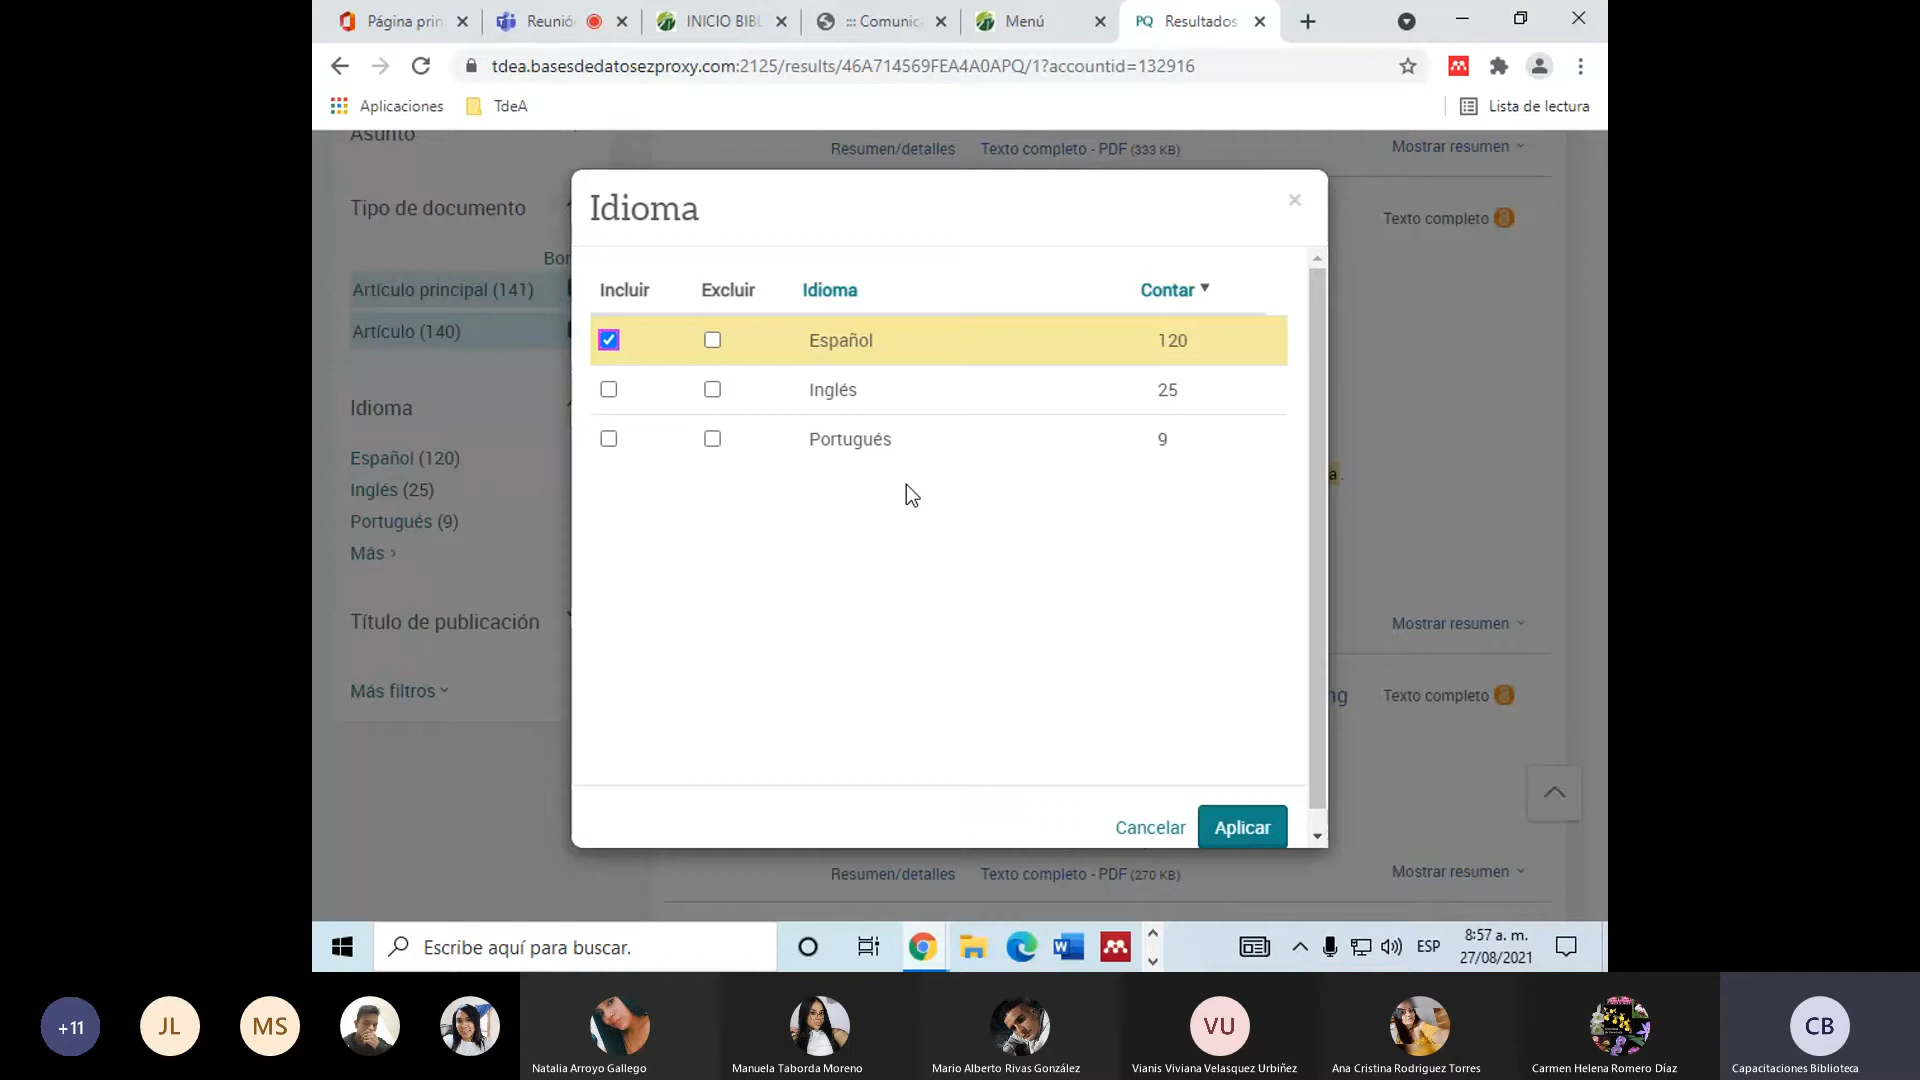 Página prin
Reunió
INICIO BIBL
::: Comunic
Menú
PQ Resultados
tdea.basesdedatosezproxy.com:2125/results/46A714569FEA4A0APQ/1?accountid=132916
Aplicaciones
TdeA
Lista de lectura
Asunto
Resumen/detalles
Texto completo - PDF (333 KB)
Mostrar resumen
Tipo de documento
Idioma
Texto completo
Bor
Incluir
Excluir
Idioma
Contar
Artículo principal (141)
Artículo (140)
Español
120
Inglés
25
Portugués
9
Idioma
Español (120)
Inglés (25)
Portugués (9)
Más >
a.
Título de publicación
Mostrar resumen
Más filtros
ng
Texto completo
Cancelar
Aplicar
Resumen/detalles
Texto completo - PDF (270 KB)
Mostrar resumen
Escribe aquí para buscar.
ESP
8:57 a. m.
27/08/2021
+11
JL
MS
VU
CB
Natalia Arroyo Gallego
Manuela Taborda Moreno
Mario Alberto Rivas González
Vianis Viviana Velasquez Urbiñez
Ana Cristina Rodriguez Torres
Carmen Helena Romero Díaz
Capacitaciones Biblioteca